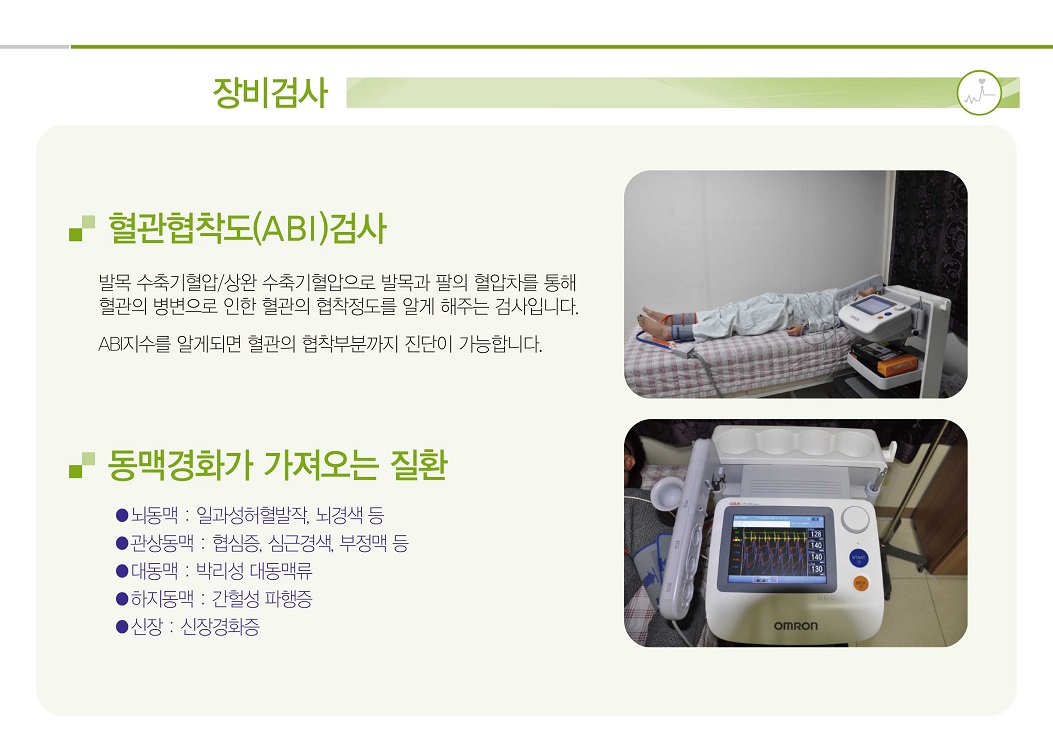 장비검사
혈관협착도(ABI)검사
발목 수축기혈압/상완 수축기혈압으로 발목과 팔의 혈압차를 통해
혈관의 병변으로 인한 혈관의 협착정도를 알게 해주는 검사입니다.
ABI지수를 알게되면 혈관의 협착부분까지 진단이 가능합니다.
동맥경화가 가져오는 질환
●뇌동맥 : 일과성허혈발작, 뇌경색 등
●관상동맥 : 협심증, 심근경색, 부정맥 등
●대동맥 : 박리성 대동맥류
●하지동맥 : 간헐성 파행증
●신장 : 신장경화증
128
140
140
130
START
STOP
OMRON